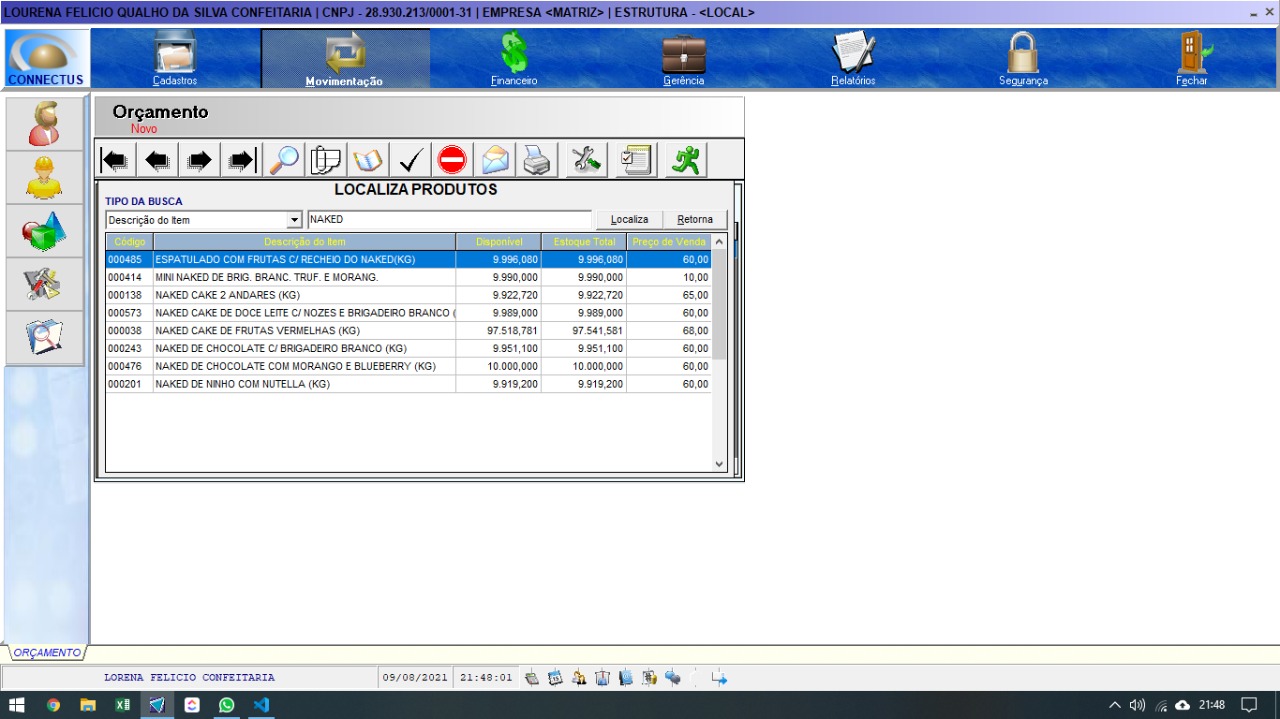 LOURENA FELICIO QUALHO DA SILVA CONFEITARIA | CNPJ - 28.930.213/0001-31 | EMPRESA <MATRIZ> | ESTRUTURA - <LOCAL>
CONNECTUS
Cadastros
Movimentação
Financeiro
Gerência
Relatórios
Segurança
Fechar
Orçamento
Novo
LOCALIZA PRODUTOS
TIPO DA BUSCA
Descrição do Item NAKED Localiza Retorna
Código Descrição do Item Disponível Estoque Total Preço de Venda
000485 ESPATULADO COM FRUTAS C/ RECHEIO DO NAKED(KG) 9.996,080 9.996,080 60,00
000414 MINI NAKED DE BRIG. BRANC. TRUF. E MORANG. 9.990,000 9.990,000 10,00
000138 NAKED CAKE 2 ANDARES (KG) 9.922,720 9.922,720 65,00
000573 NAKED CAKE DE DOCE LEITE C/ NOZES E BRIGADEIRO BRANCO ( 9.989,000 9.989,000 60,00
000038 NAKED CAKE DE FRUTAS VERMELHAS (KG) 97.518,781 97.541,581 68,00
000243 NAKED DE CHOCOLATE C/ BRIGADEIRO BRANCO (KG) 9.951,100 9.951,100 60,00
000476 NAKED DE CHOCOLATE COM MORANGO E BLUEBERRY (KG) 10.000,000 10.000,000 60,00
000201 NAKED DE NINHO COM NUTELLA (KG) 9.919,200 9.919,200 60,00
ORÇAMENTO
LORENA FELICIO CONFEITARIA 09/08/2021 21:48:01
21:48